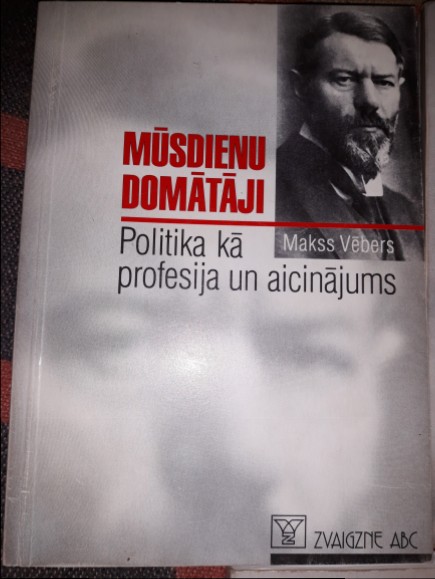 MŪSDIENU
DOMĀTĀJI
Makss Vēbers
Politika kā
profesija un aicinājums
ZVAIGZNE ABC